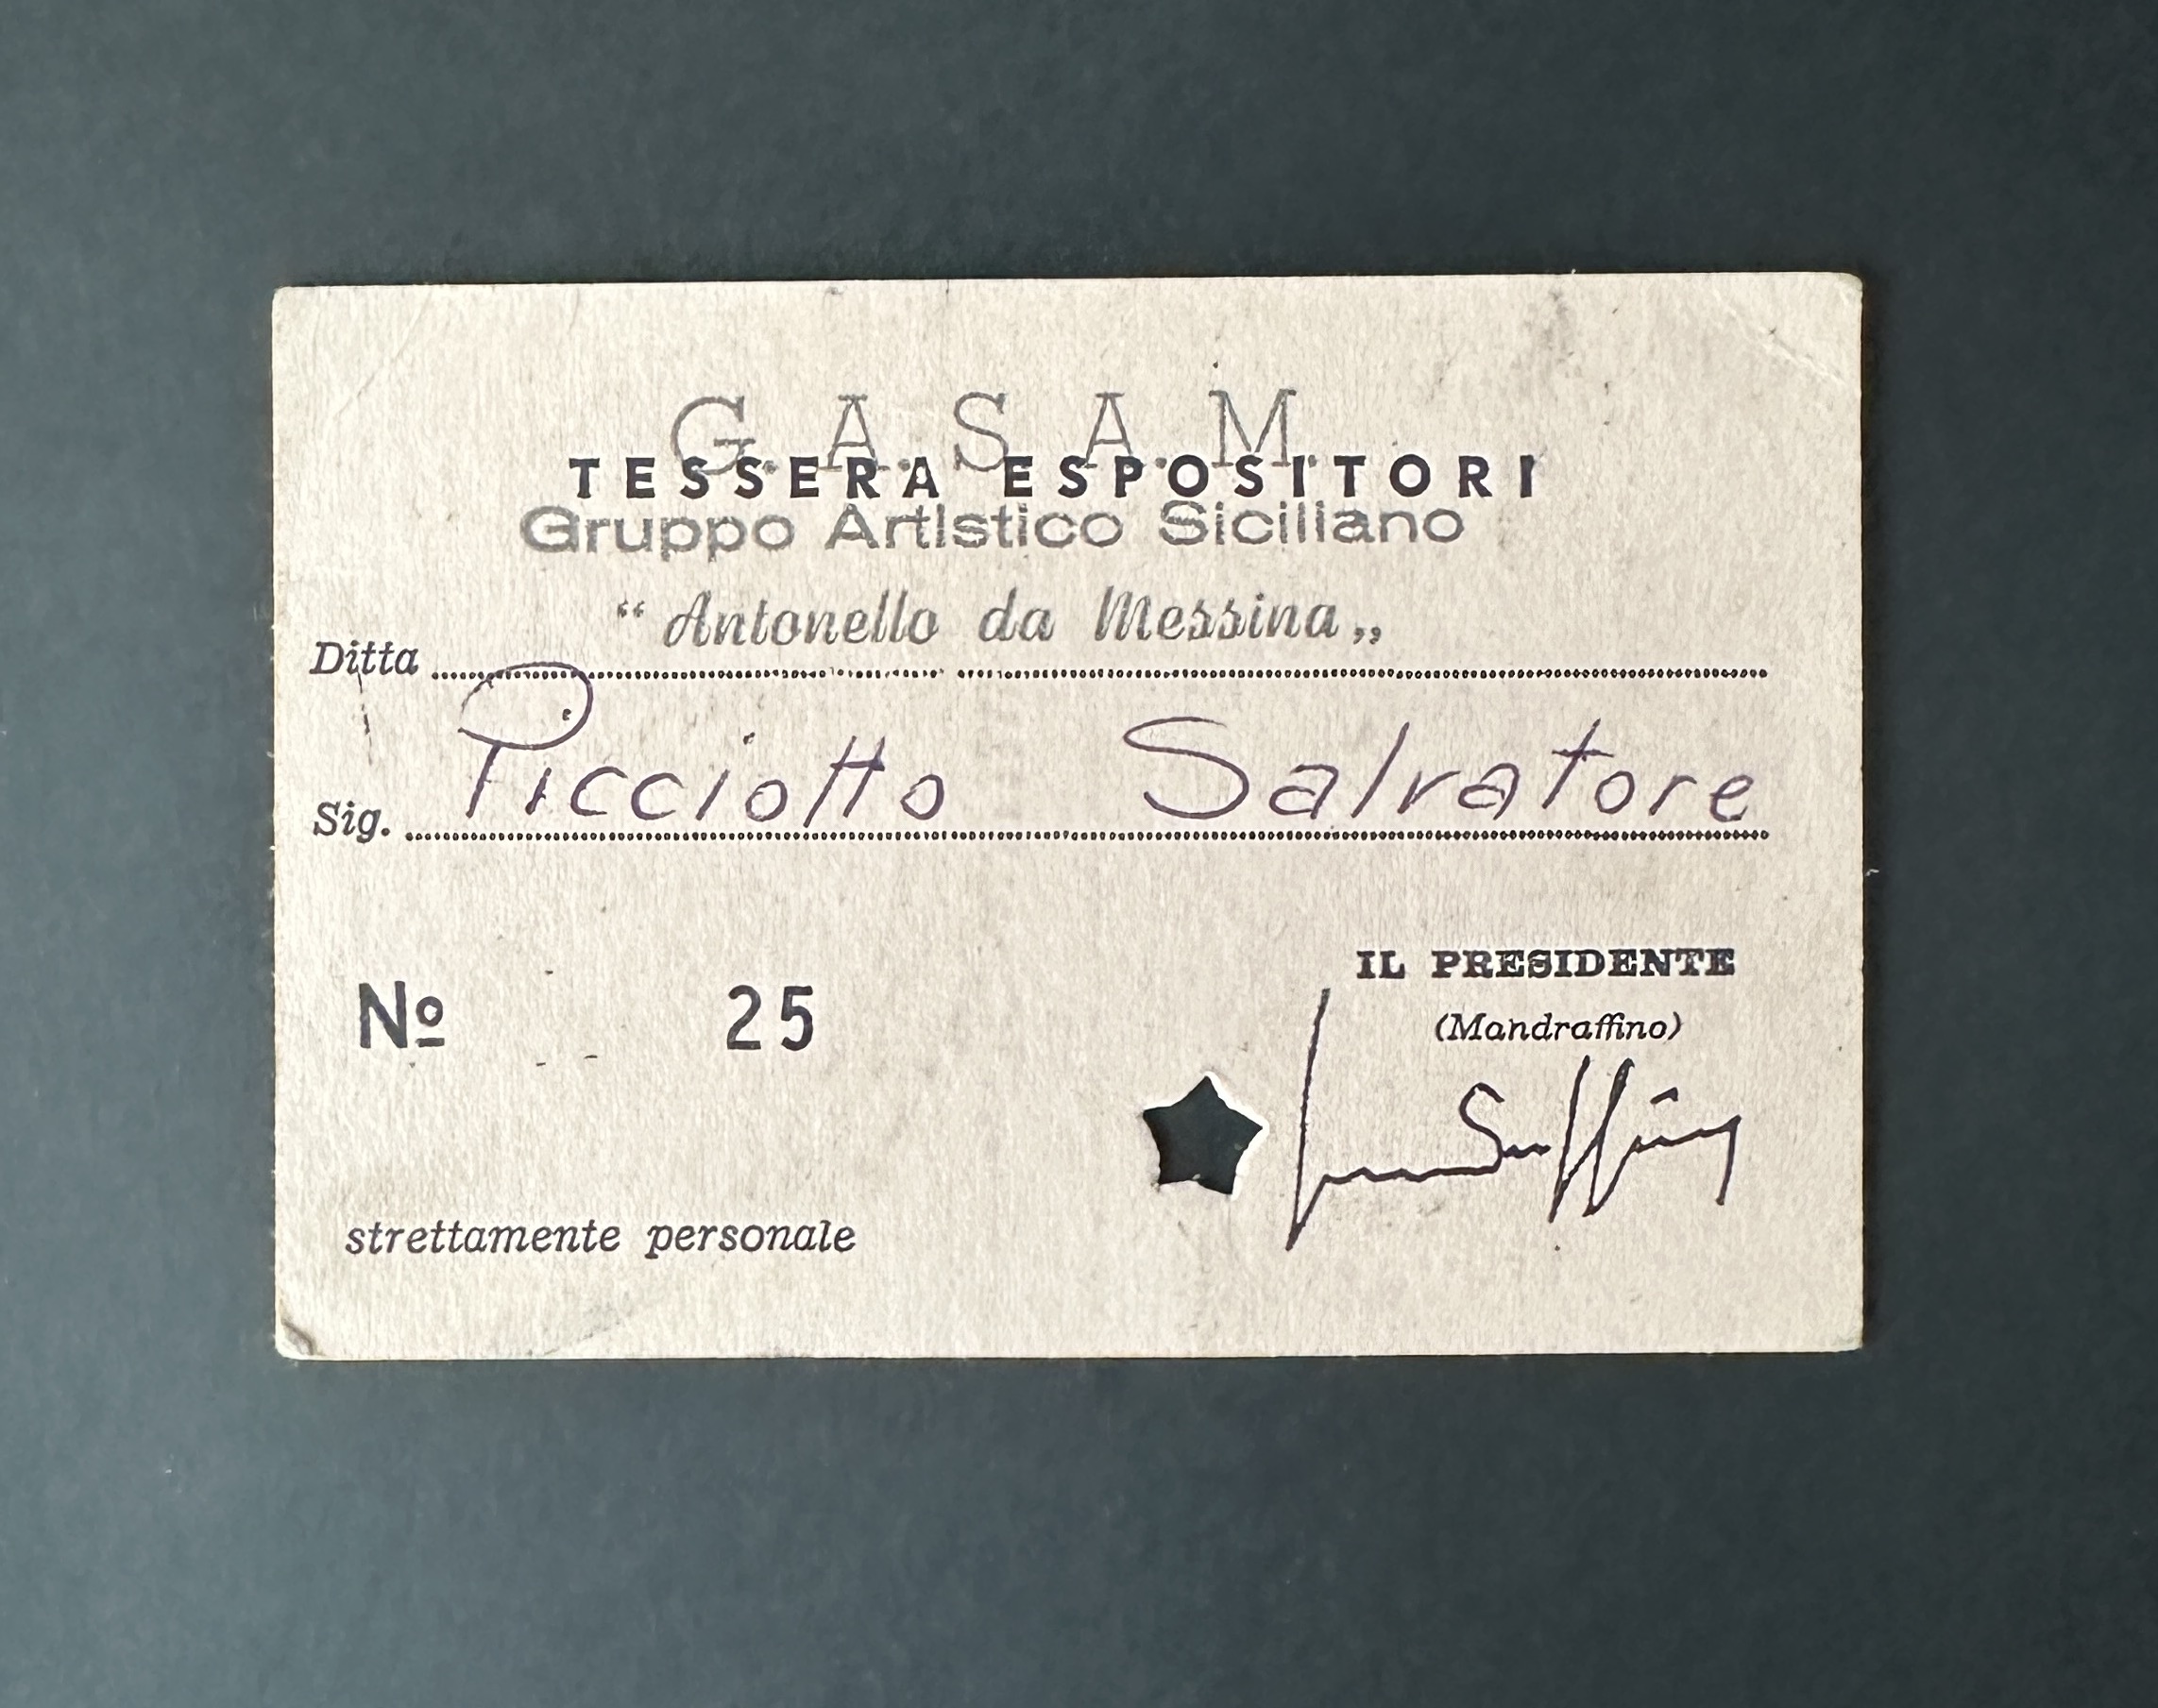 G. A. S. A. M.
TESSERA ESPOSITORI
Gruppo Artistico Siciliano
“ Antonello da Messina „
Ditta
Sig. Picciotto Salvatore
IL PRESIDENTE
(Mandraffino)
Nº 25
strettamente personale